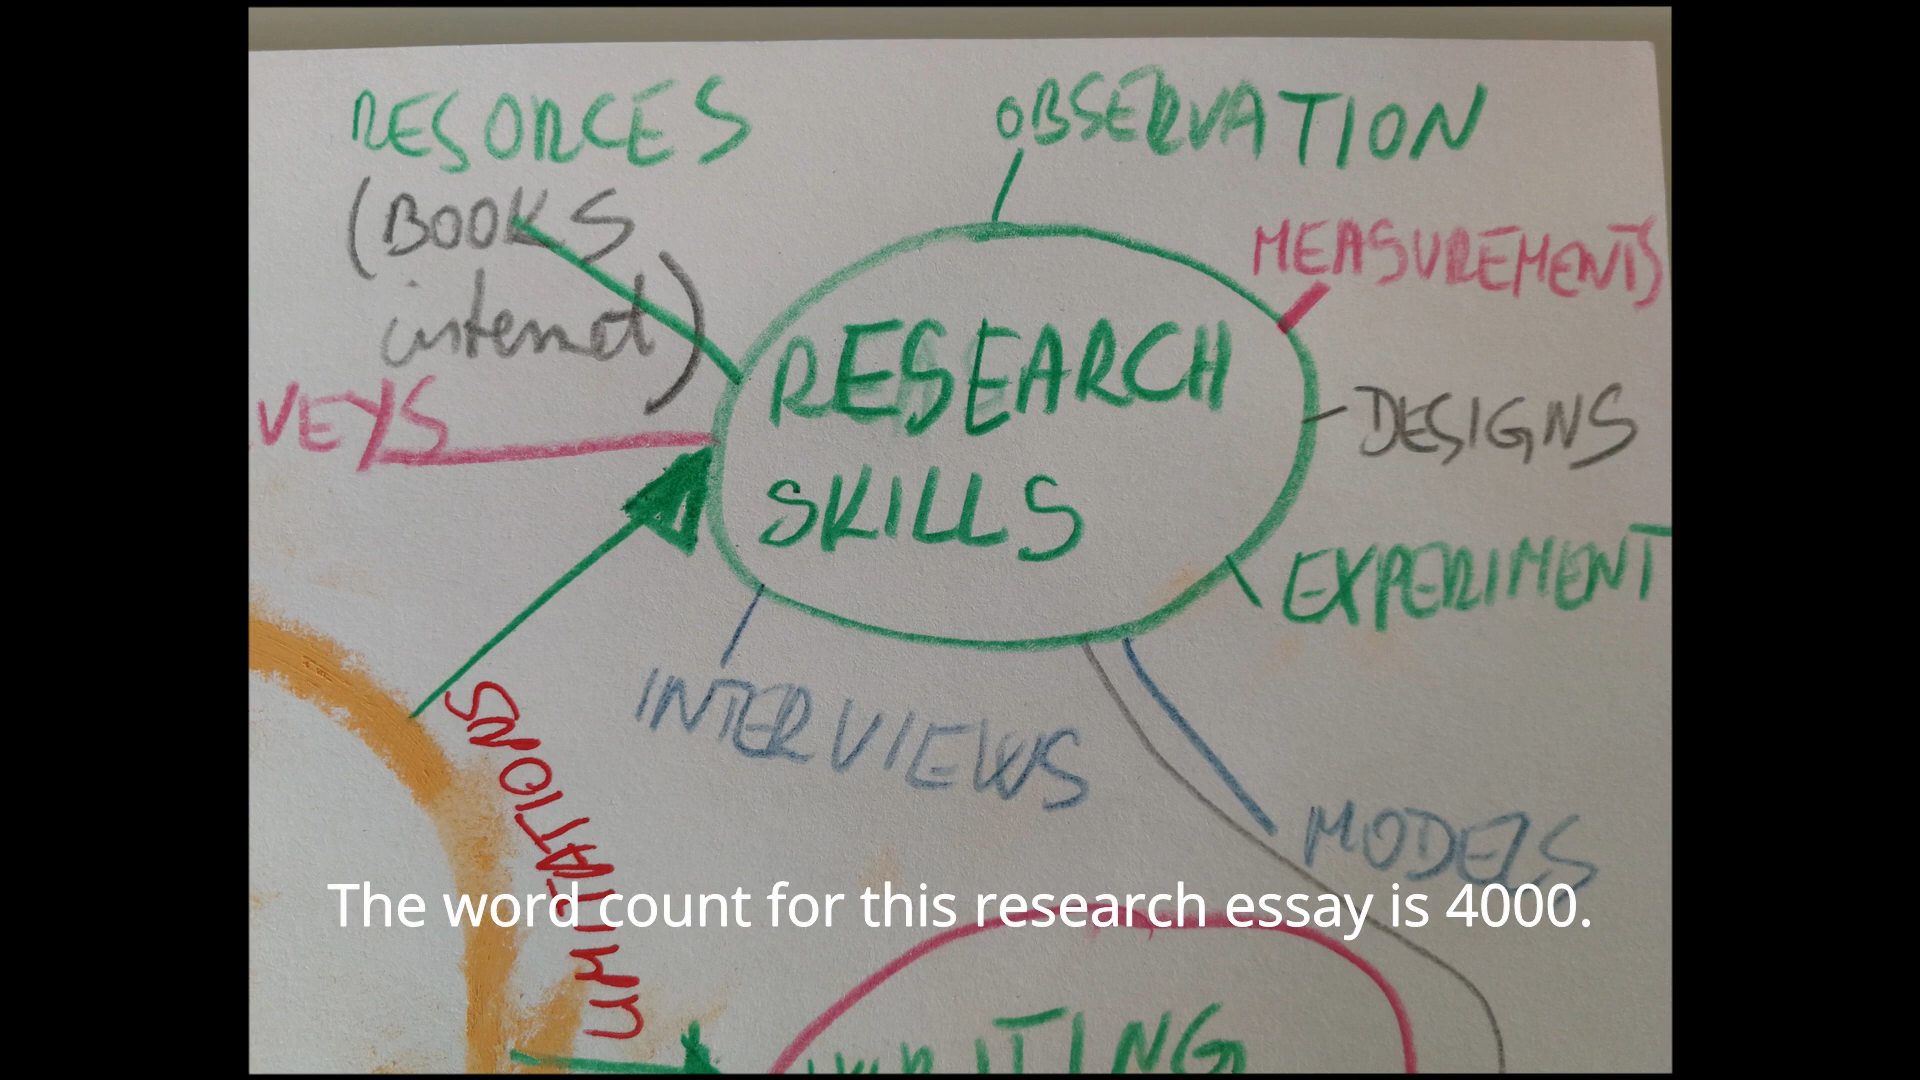 RESORCES
(BOOKS
internet)
VEYS
OBSERVATION
MEASUREMENTS
DESIGNS
EXPERIMENT
MODELS
INTERVIEWS
RESEARCH
SKILLS
LIMITATIONS
The word count for this research essay is 4000.
WRITING